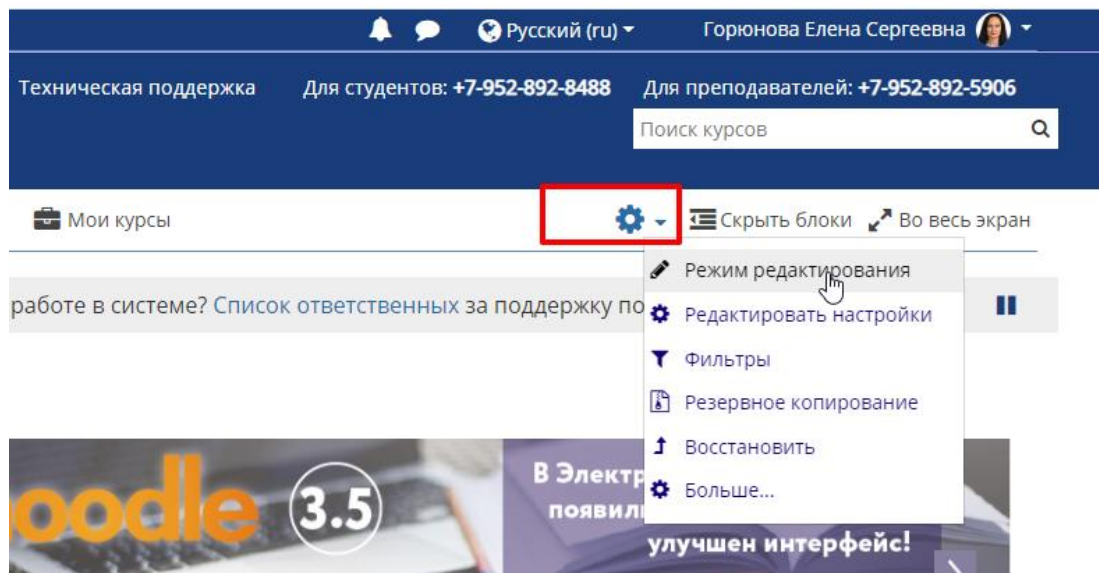 Русский (ru) Горюнова Елена Сергеевна
Техническая поддержка Для студентов: +7-952-892-8488 Для преподавателей: +7-952-892-5906
Поиск курсов
Мои курсы Скрыть блоки Во весь экран
Режим редактирования
работе в системе? Список ответственных за поддержку по
Редактировать настройки
Фильтры
Резервное копирование
Восстановить
Больше...
oodle 3.5
В Электр
появил
улучшен интерфейс!